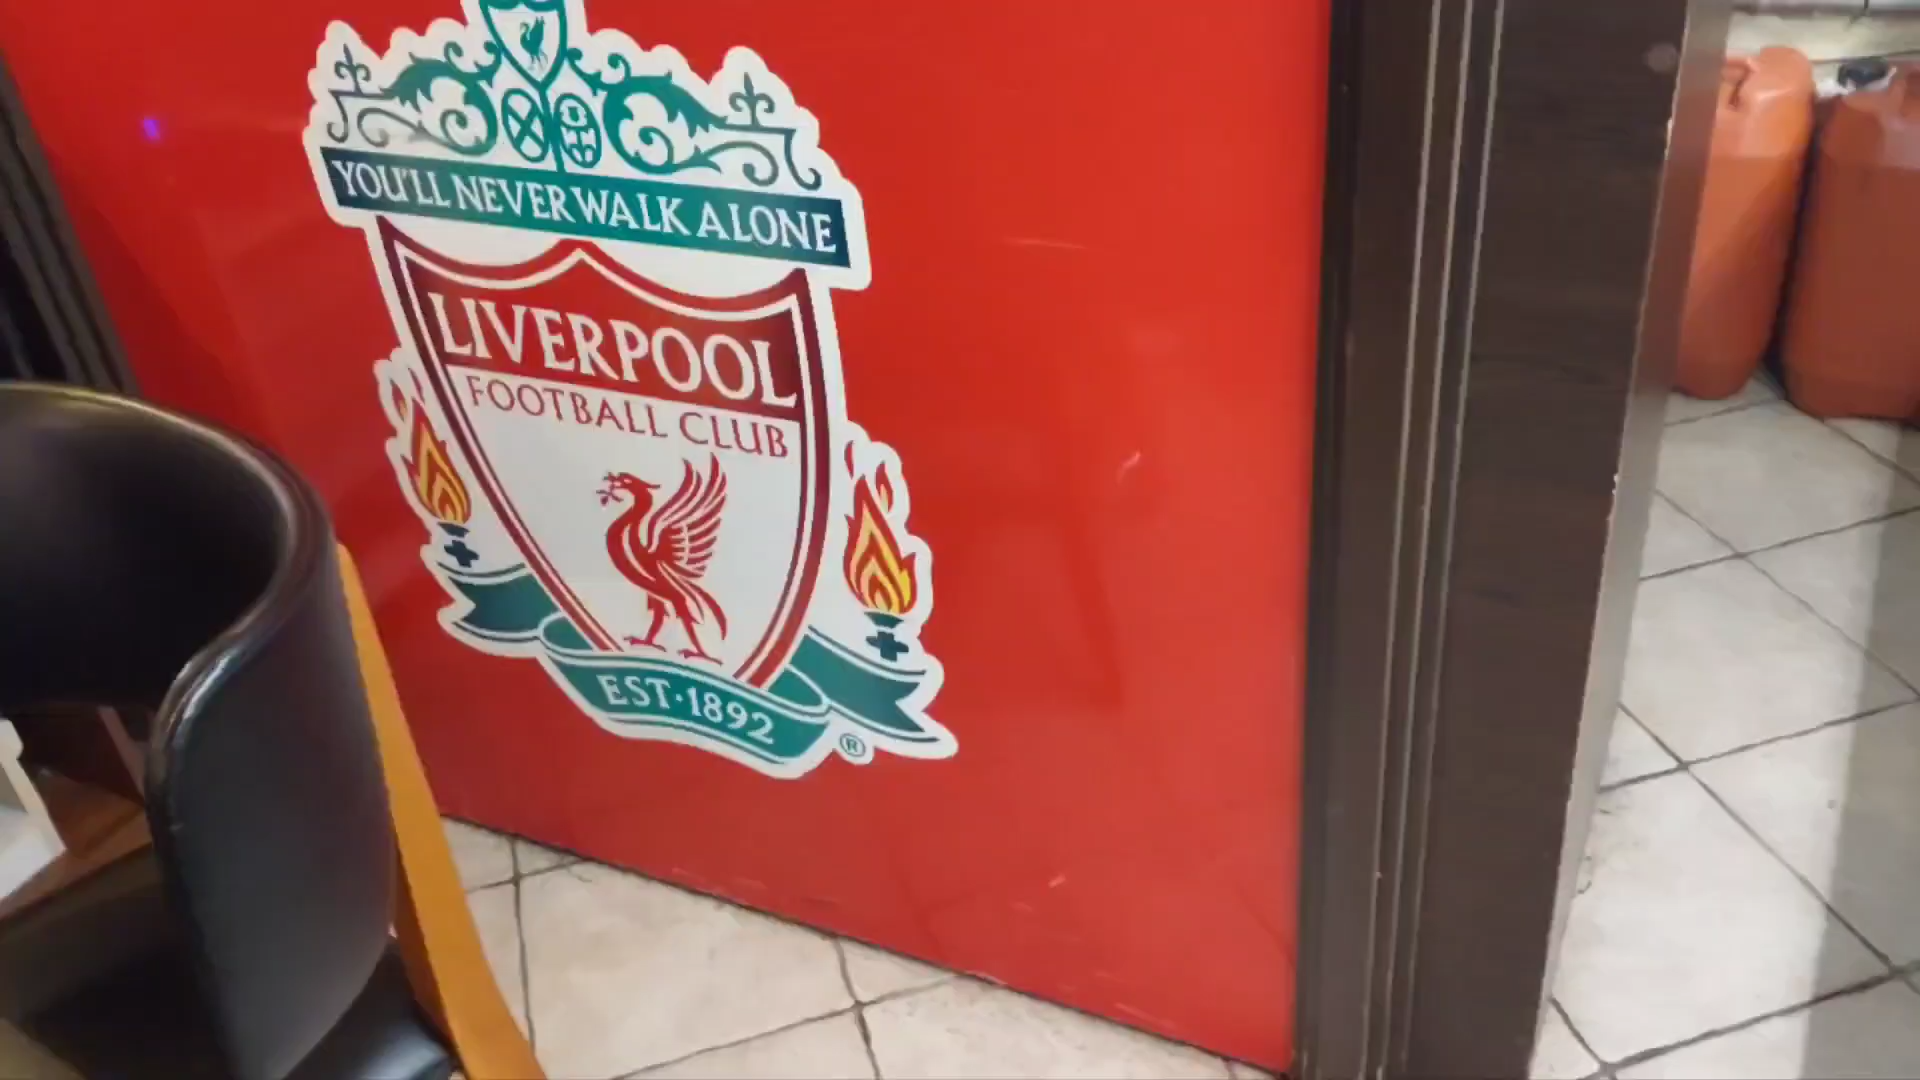 YOU'LL NEVER WALK ALONE
LIVERPOOL
FOOTBALL CLUB
EST·1892
®